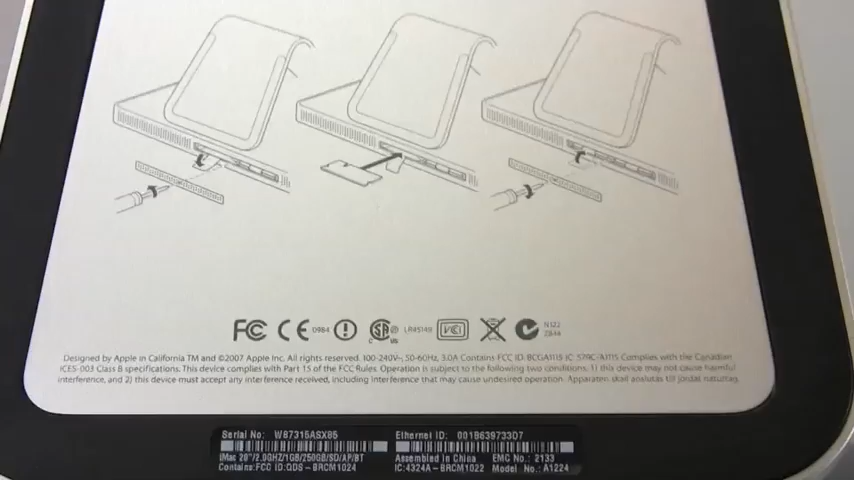 FC CE 0984 LR95149 VCI N122
Z844
Designed by Apple in California TM and ©2007 Apple Inc. All rights reserved. 100-240V~, 50-60Hz, 3.0A Contains FCC ID: BCGA1115 IC: 579C-A1115 Complies with the Canadian
ICES-003 Class B specifications. This device complies with Part 15 of the FCC Rules. Operation is subject to the following two conditions. 1) this device may not cause harmful
interference, and 2) this device must accept any interference received, including interference that may cause undesired operation. Apparaten skall anslutas till jordat nätuttag.
Serial No: W87315ASX85 Ethernet ID: 001B639733D7
iMac 20"/2.0GHZ/1GB/250GB/SD/AP/BT Assembled in China EMC No.: 2133
Contains:FCC ID:QDS - BRCM1024 IC:4324A - BRCM1022 Model No.: A1224